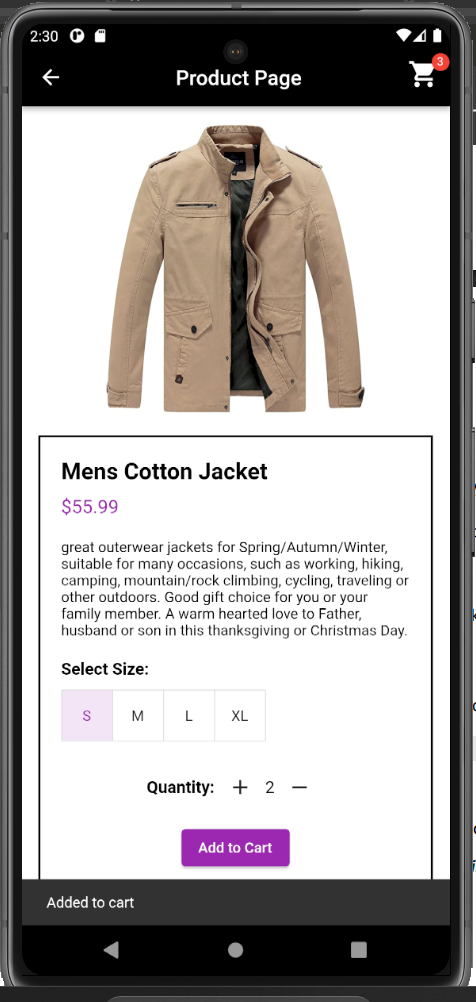 2:30
Product Page
3
Mens Cotton Jacket
$55.99
great outerwear jackets for Spring/Autumn/Winter,
suitable for many occasions, such as working, hiking,
camping, mountain/rock climbing, cycling, traveling or
other outdoors. Good gift choice for you or your
family member. A warm hearted love to Father,
husband or son in this thanksgiving or Christmas Day.
Select Size:
S M L XL
Quantity: + 2 −
Add to Cart
Added to cart